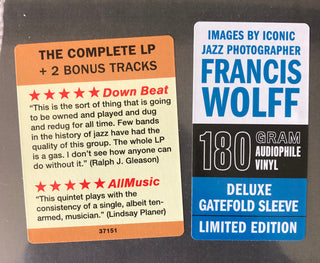 THE COMPLETE LP
+ 2 BONUS TRACKS
★★★★★ Down Beat
“This is the sort of thing that is going
to be owned and played and dug
and redug for all time. Few bands
in the history of jazz have had the
quality of this group. The whole LP
is a gas. I don't see how anyone can
do without it.” (Ralph J. Gleason)
★★★★★ AllMusic
“This quintet plays with the
consistency of a single, albeit ten-
armed, musician.” (Lindsay Planer)
37151
IMAGES BY ICONIC
JAZZ PHOTOGRAPHER
FRANCIS
WOLFF
180 GRAM
AUDIOPHILE
VINYL
DELUXE
GATEFOLD SLEEVE
LIMITED EDITION